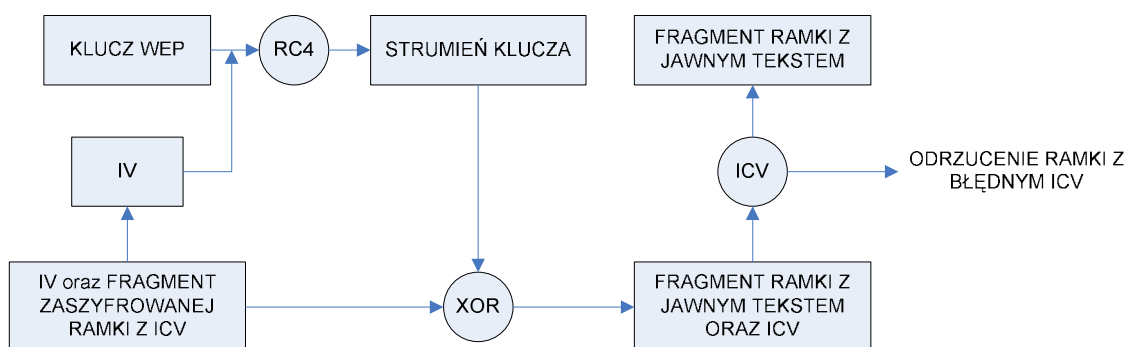 KLUCZ WEP
RC4
STRUMIEŃ KLUCZA
FRAGMENT RAMKI Z
JAWNYM TEKSTEM
IV
ICV
ODRZUCENIE RAMKI Z
BŁĘDNYM ICV
IV oraz FRAGMENT
ZASZYFROWANEJ
RAMKI Z ICV
XOR
FRAGMENT RAMKI Z
JAWNYM TEKSTEM
ORAZ ICV